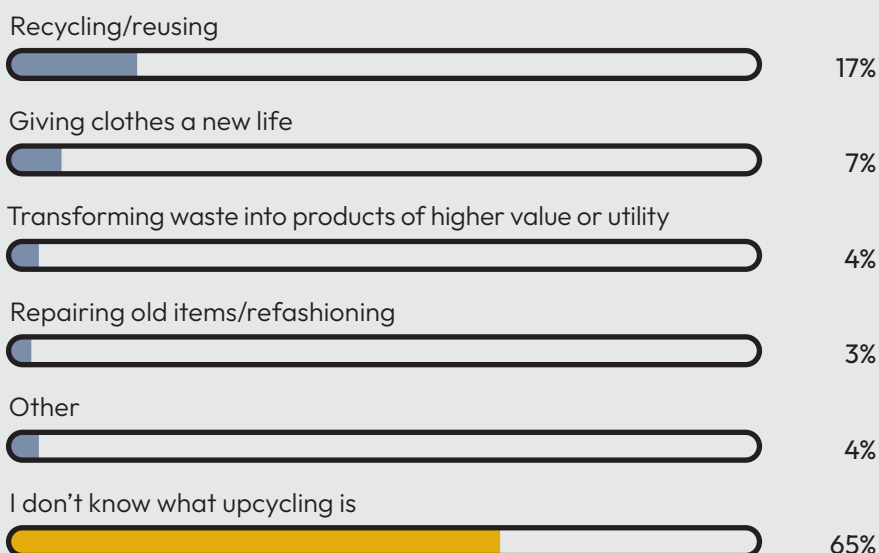 Recycling/reusing
17%
Giving clothes a new life
7%
Transforming waste into products of higher value or utility
4%
Repairing old items/refashioning
3%
Other
4%
I don’t know what upcycling is
65%